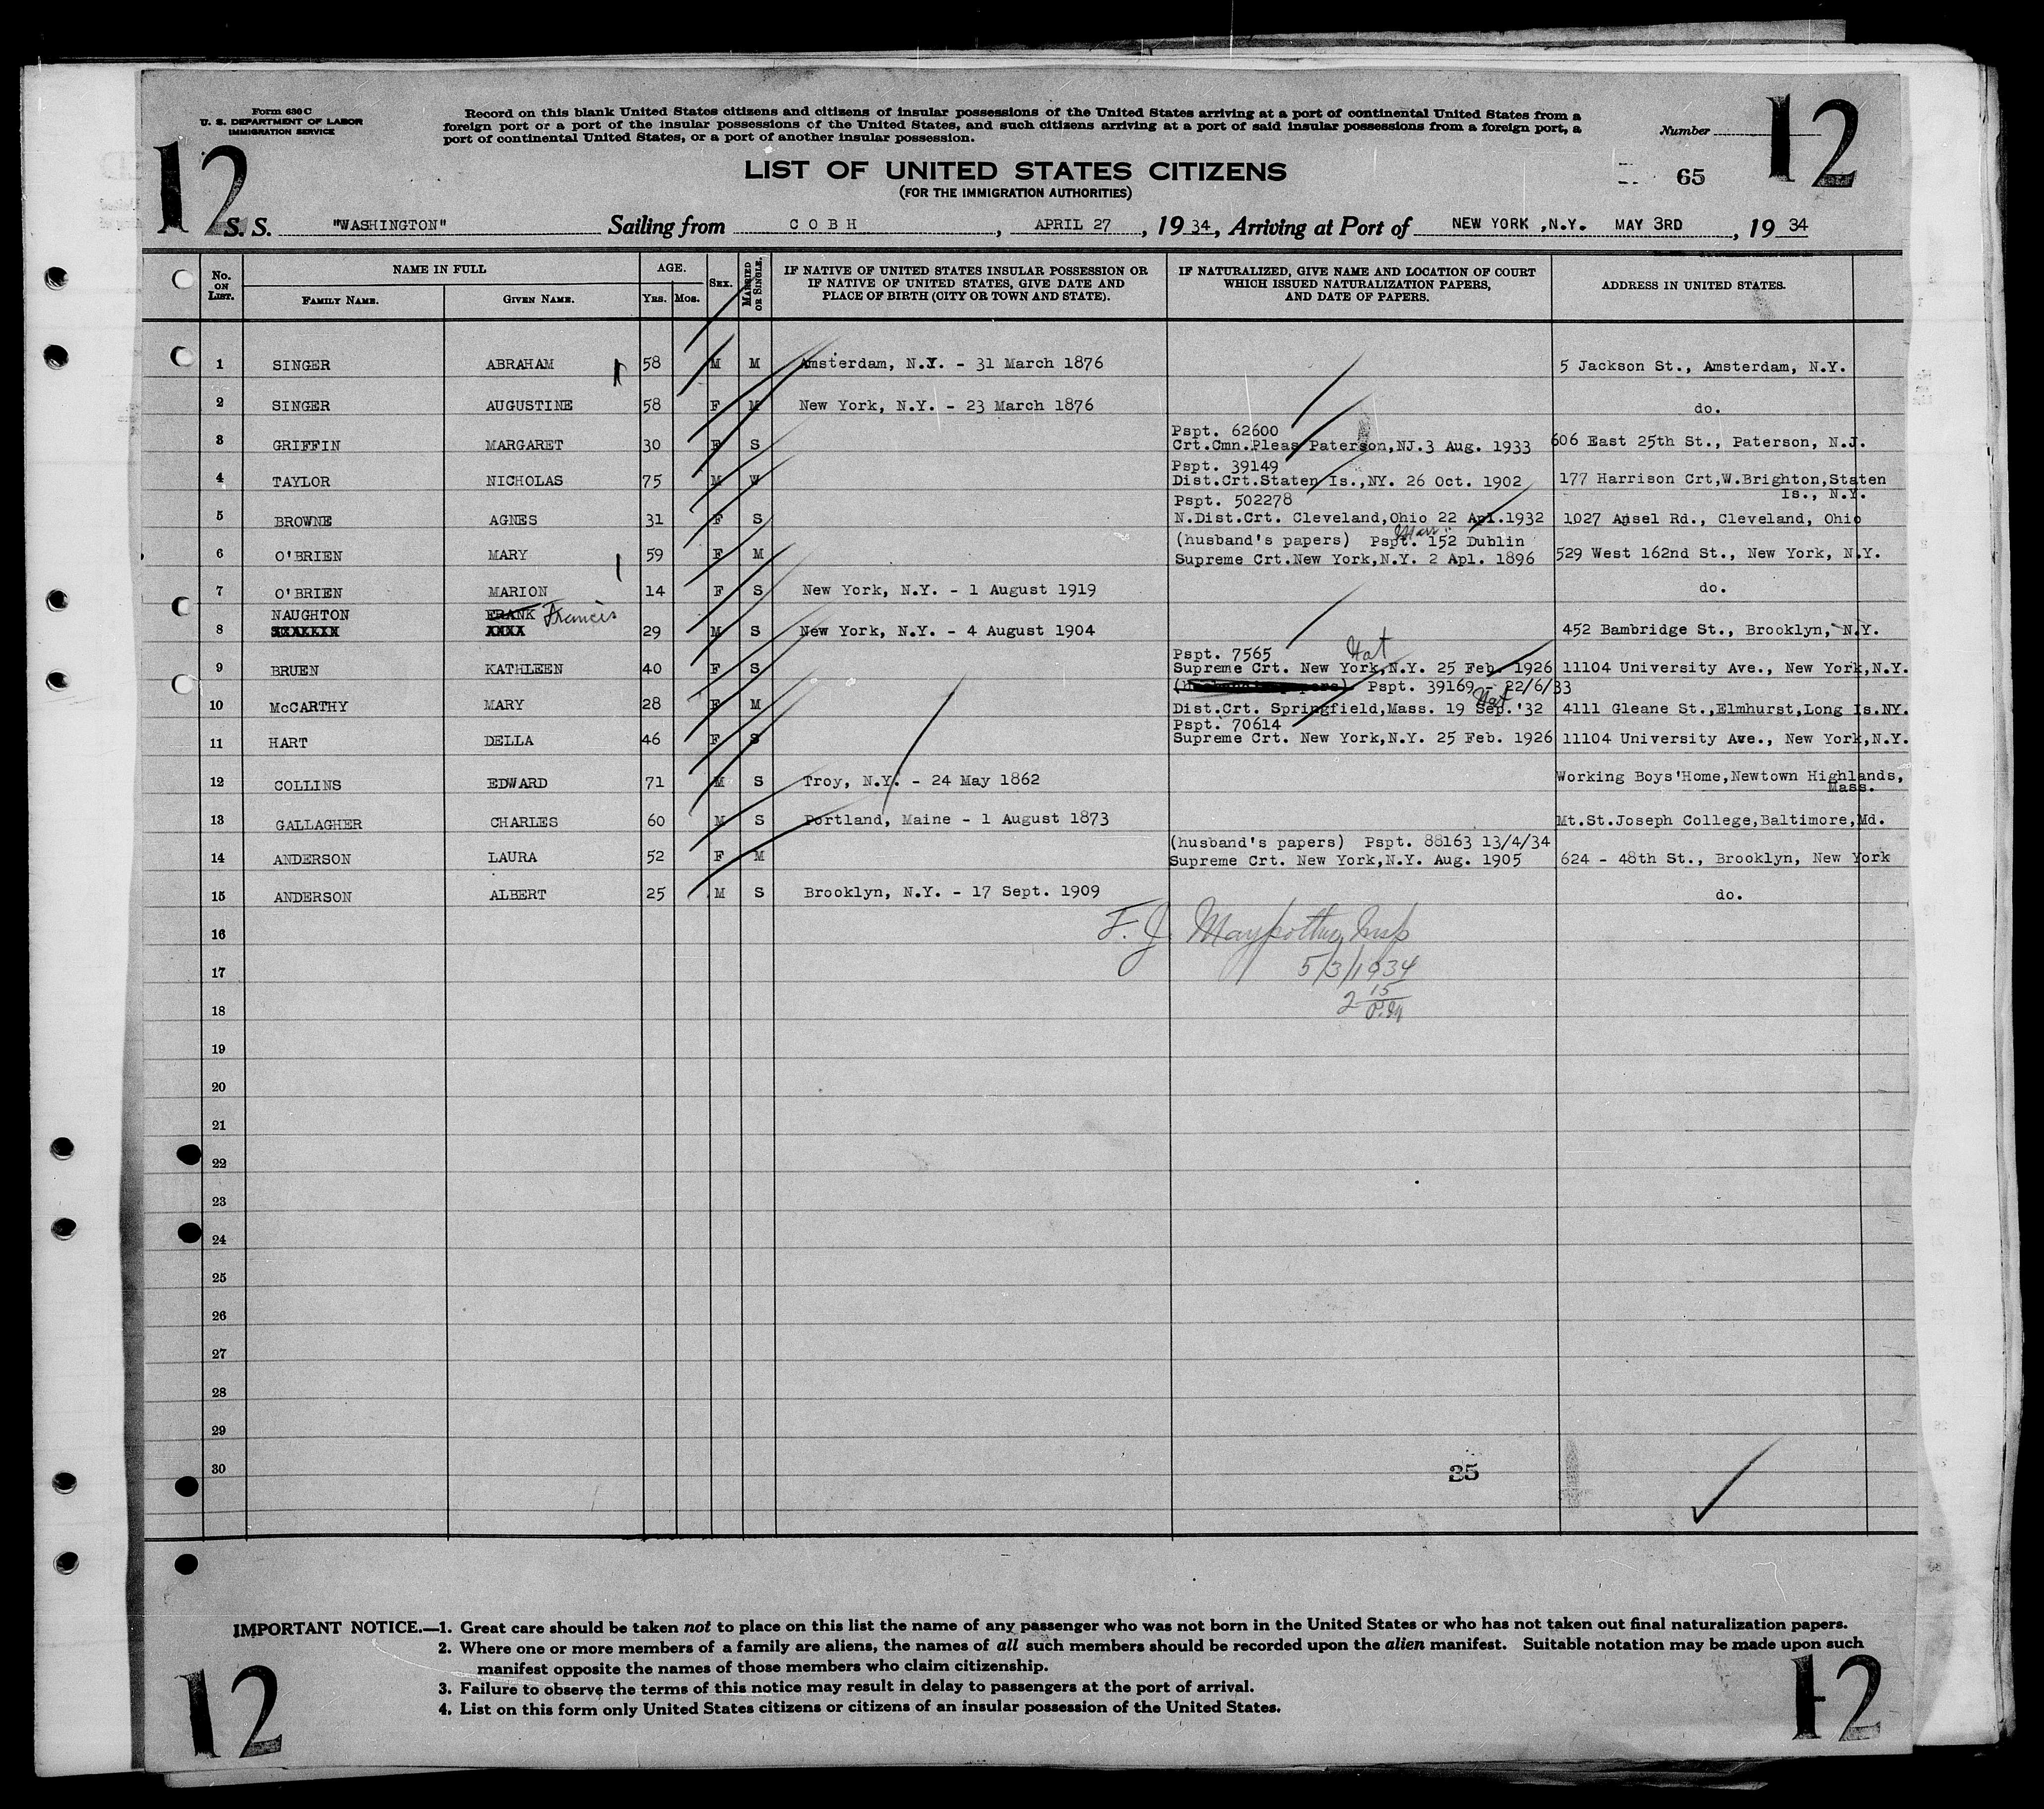 Form 630 C
U. S. DEPARTMENT OF LABOR
IMMIGRATION SERVICE
Record on this blank United States citizens and citizens of insular possessions of the United States arriving at a port of continental United States from a
foreign port or a port of the insular possessions of the United States, and such citizens arriving at a port of said insular possessions from a foreign port, a
port of continental United States, or a port of another insular possession.
Number
12
12
65
LIST OF UNITED STATES CITIZENS
(FOR THE IMMIGRATION AUTHORITIES)
S. S. "WASHINGTON" Sailing from COBH, APRIL 27, 1934, Arriving at Port of NEW YORK ,N.Y. MAY 3RD, 1934
No. ON LIST. NAME IN FULL FAMILY NAME. GIVEN NAME. AGE. Yrs. Mos. SEX. MARRIED OR SINGLE. IF NATIVE OF UNITED STATES INSULAR POSSESSION OR IF NATIVE OF UNITED STATES, GIVE DATE AND PLACE OF BIRTH (CITY OR TOWN AND STATE). IF NATURALIZED, GIVE NAME AND LOCATION OF COURT WHICH ISSUED NATURALIZATION PAPERS, AND DATE OF PAPERS. ADDRESS IN UNITED STATES.
1 SINGER ABRAHAM 58 M M Amsterdam, N.Y. - 31 March 1876 5 Jackson St., Amsterdam, N.Y.
2 SINGER AUGUSTINE 58 F M New York, N.Y. - 23 March 1876 do.
Pspt. 62600
3 GRIFFIN MARGARET 30 F S Crt.Cmn.Pleas Paterson,NJ.3 Aug. 1933 606 East 25th St., Paterson, N.J.
Pspt. 39149
4 TAYLOR NICHOLAS 75 M W Dist.Crt.Staten Is.,NY. 26 Oct. 1902 177 Harrison Crt,W.Brighton,Staten
Pspt. 502278 Is., N.Y.
5 BROWNE AGNES 31 F S N.Dist.Crt. Cleveland,Ohio 22 Apl.1932 1027 Ansel Rd., Cleveland, Ohio
(husband's papers) Pspt. 152 Dublin
6 O'BRIEN MARY 59 F M Supreme Crt.New York,N.Y. 2 Apl. 1896 529 West 162nd St., New York, N.Y.
7 O'BRIEN MARION 14 F S New York, N.Y. - 1 August 1919 do.
NAUGHTON FRANK Francis
8 XXXX 29 M S New York, N.Y. - 4 August 1904 452 Bambridge St., Brooklyn, N.Y.
Pspt. 7565 Nat
9 BRUEN KATHLEEN 40 F S Supreme Crt. New York,N.Y. 25 Feb. 1926 11104 University Ave., New York,N.Y.
Pspt. 39169 - 22/6/33
10 McCARTHY MARY 28 F M Dist.Crt. Springfield,Mass. 19 Sep.'32 Nat 4111 Gleane St.,Elmhurst,Long Is.NY.
Pspt. 70614
11 HART DELLA 46 F S Supreme Crt. New York,N.Y. 25 Feb. 1926 11104 University Ave., New York,N.Y.
12 COLLINS EDWARD 71 M S Troy, N.Y. - 24 May 1862 Working Boys'Home,Newtown Highlands,
Mass.
13 GALLAGHER CHARLES 60 M S Portland, Maine - 1 August 1873 Mt.St.Joseph College,Baltimore,Md.
(husband's papers) Pspt. 88163 13/4/34
14 ANDERSON LAURA 52 F M Supreme Crt. New York,N.Y. Aug. 1905 624 - 48th St., Brooklyn, New York
15 ANDERSON ALBERT 25 M S Brooklyn, N.Y. - 17 Sept. 1909 do.
16
F. J. Insp
17
5/3/1934
18
2 15 P.M
19
20
21
22
23
24
25
26
27
28
29
30
35
IMPORTANT NOTICE.—1. Great care should be taken not to place on this list the name of any passenger who was not born in the United States or who has not taken out final naturalization papers.
2. Where one or more members of a family are aliens, the names of all such members should be recorded upon the alien manifest. Suitable notation may be made upon such
manifest opposite the names of those members who claim citizenship.
3. Failure to observe the terms of this notice may result in delay to passengers at the port of arrival.
4. List on this form only United States citizens or citizens of an insular possession of the United States.
12
12